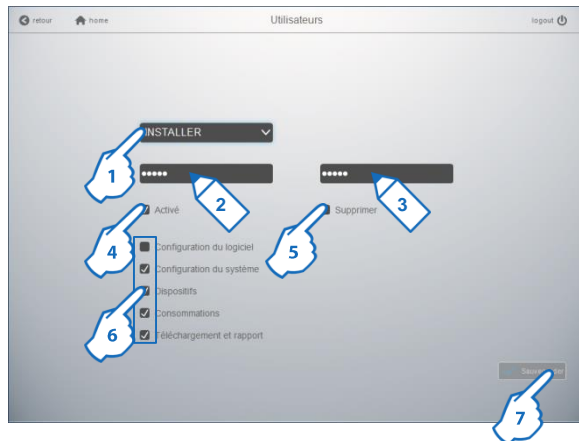 retour home Utilisateurs logout
INSTALLER
1
••••• •••••
2 3
Activé Supprimer
4 5
Configuration du logiciel
Configuration du système
Dispositifs
Consommations
6
Téléchargement et rapport
7